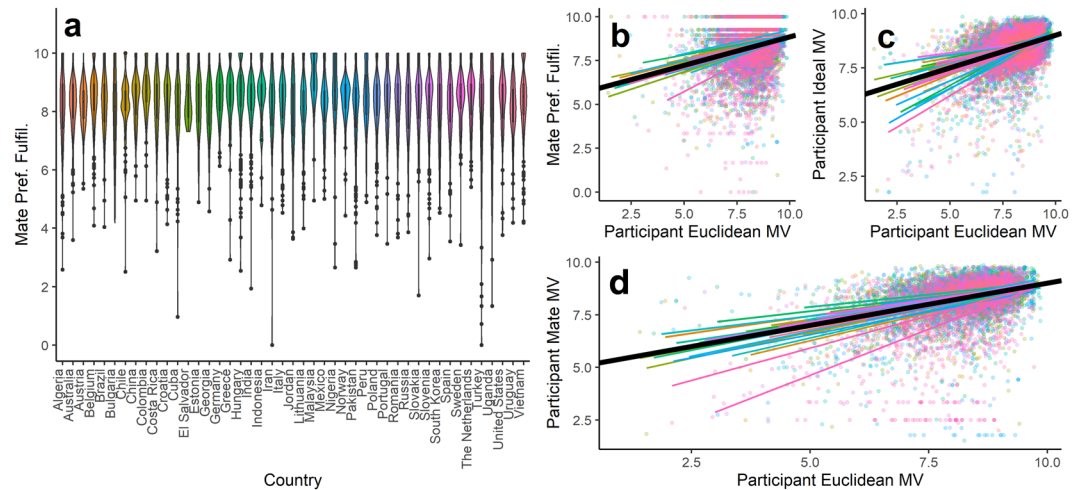 a
Mate Pref. Fulfil.
10
8
6
4
2
0
Algeria
Australia
Austria
Belgium
Brazil
Bulgaria
Chile
China
Colombia
Costa Rica
Croatia
Cuba
El Salvador
Estonia
Georgia
Germany
Greece
Hungary
India
Indonesia
Iran
Italy
Jordan
Lithuania
Malaysia
Mexico
Nigeria
Norway
Pakistan
Peru
Poland
Portugal
Romania
Russia
Slovakia
Slovenia
South Korea
Spain
Sweden
The Netherlands
Turkey
Uganda
United States
Uruguay
Vietnam
Country
b
Mate Pref. Fulfil.
10.0
7.5
5.0
2.5
0.0
2.5
5.0
7.5
10.0
Participant Euclidean MV
c
Participant Ideal MV
10.0
7.5
5.0
2.5
2.5
5.0
7.5
10.0
Participant Euclidean MV
d
Participant Mate MV
10.0
7.5
5.0
2.5
2.5
5.0
7.5
10.0
Participant Euclidean MV